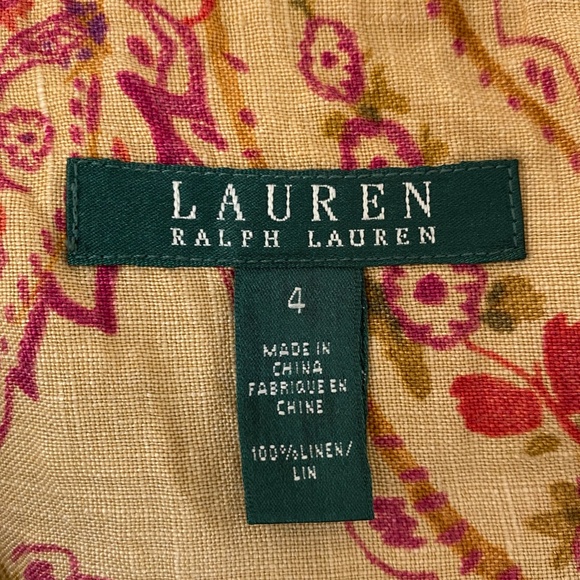 LAUREN
RALPH LAUREN
4
MADE IN
CHINA
FABRIQUE EN
CHINE
100%LINEN/
LIN